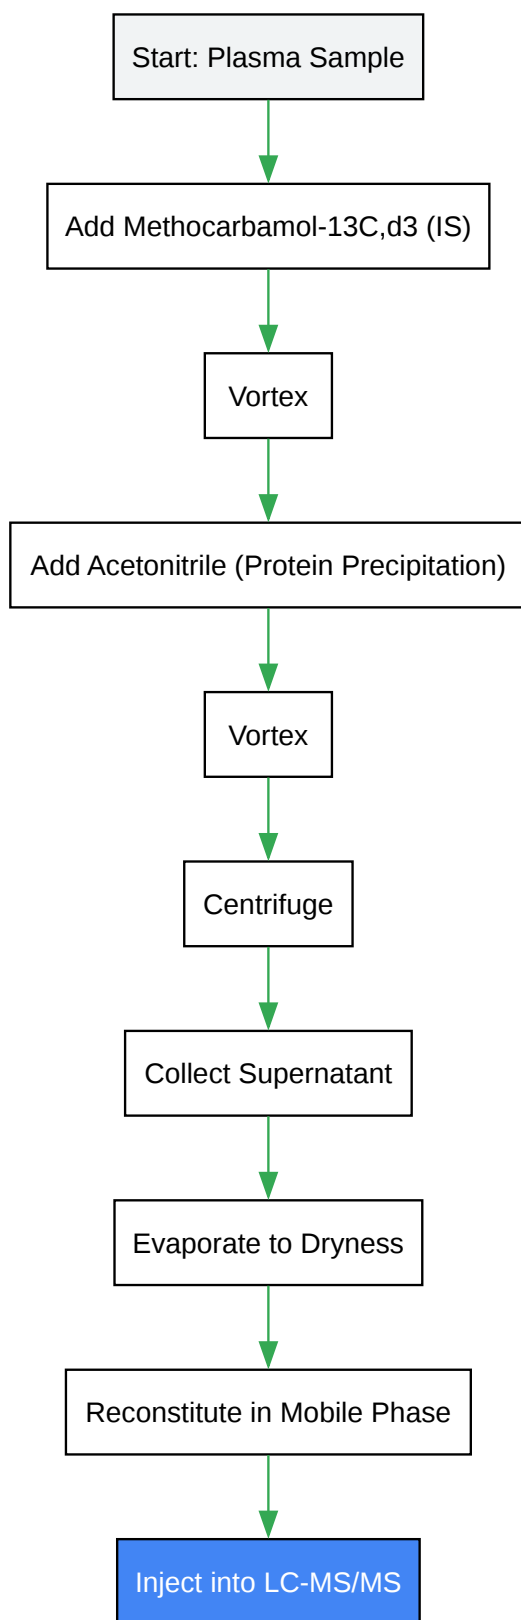 Start: Plasma Sample
Add Methocarbamol-13C,d3 (IS)
Vortex
Add Acetonitrile (Protein Precipitation)
Vortex
Centrifuge
Collect Supernatant
Evaporate to Dryness
Reconstitute in Mobile Phase
Inject into LC-MS/MS